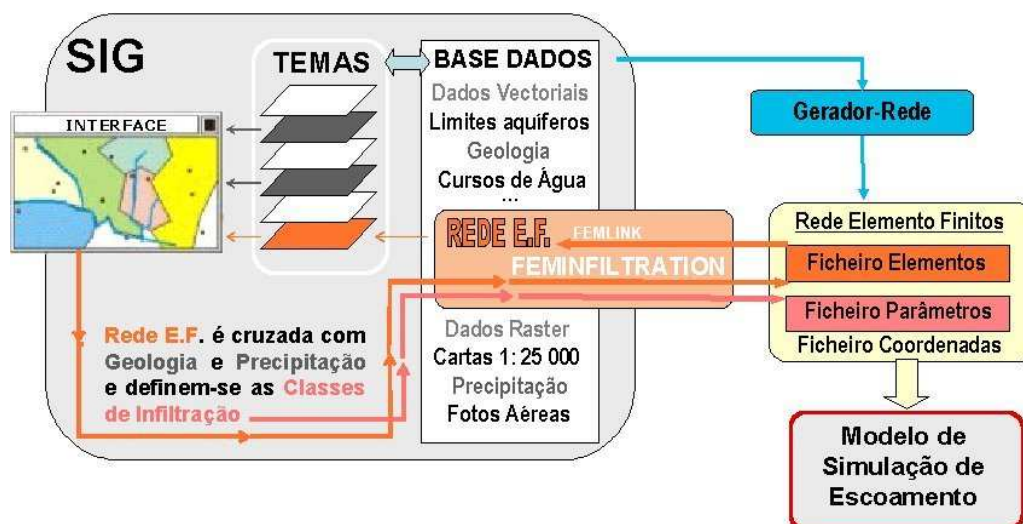 SIG
TEMAS
BASE DADOS
Dados Vectoriais
Limites aquíferos
Geologia
Cursos de Água
...
INTERFACE
Gerador-Rede
REDE E.F.
FEMLINK
FEMINFILTRATION
Rede Elemento Finitos
Ficheiro Elementos
Ficheiro Parâmetros
Ficheiro Coordenadas
Rede E.F. é cruzada com
Geologia e Precipitação
e definem-se as Classes
de Infiltração
Dados Raster
Cartas 1: 25 000
Precipitação
Fotos Aéreas
Modelo de
Simulação de
Escoamento